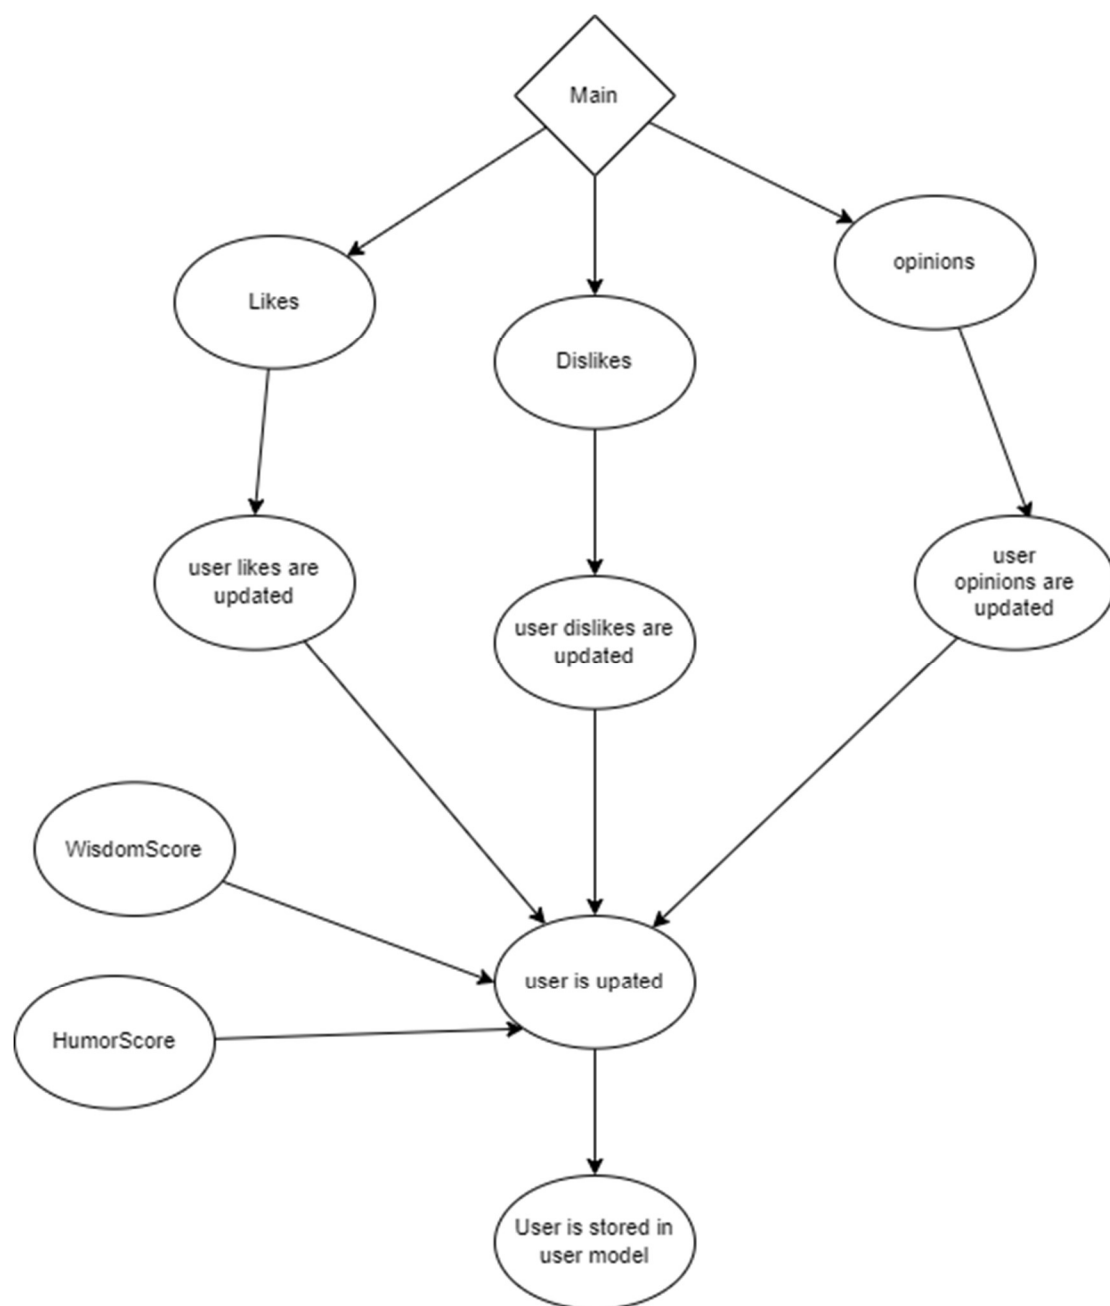 Main
opinions
Likes
Dislikes
user likes are
updated
user
opinions are
updated
user dislikes are
updated
WisdomScore
user is upated
HumorScore
User is stored in
user model